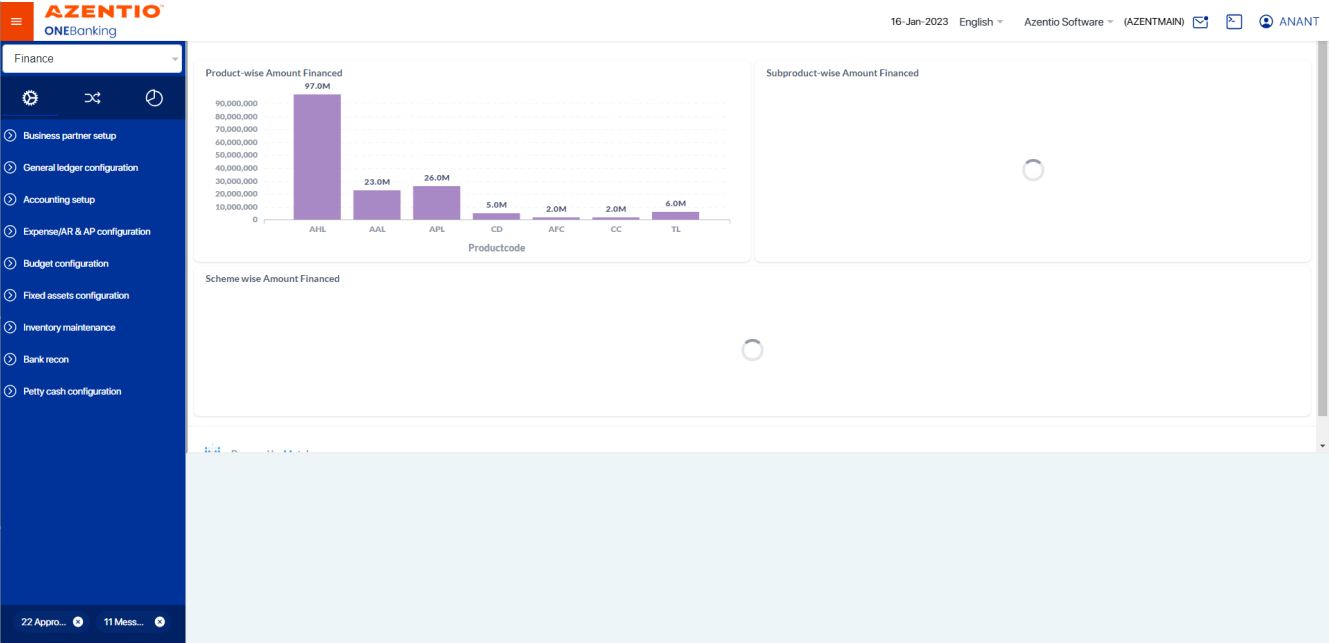 AZENTIO
ONEBanking
16-Jan-2023 English Azentio Software (AZENTMAIN) ANANT
Finance
Business partner setup
General ledger configuration
Accounting setup
Expense/AR & AP configuration
Budget configuration
Fixed assets configuration
Inventory maintenance
Bank recon
Petty cash configuration
22 Appro... 11 Mess...
Product-wise Amount Financed
97.0M
90,000,000
80,000,000
70,000,000
60,000,000
50,000,000
40,000,000
30,000,000
20,000,000
10,000,000
0
23.0M
26.0M
5.0M
2.0M
2.0M
6.0M
AHL AAL APL CD AFC CC TL
Productcode
Subproduct-wise Amount Financed
Scheme wise Amount Financed